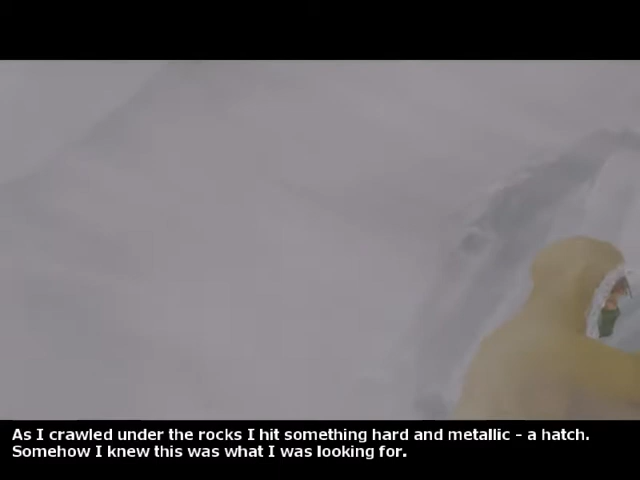 As I crawled under the rocks I hit something hard and metallic - a hatch.
Somehow I knew this was what I was looking for.